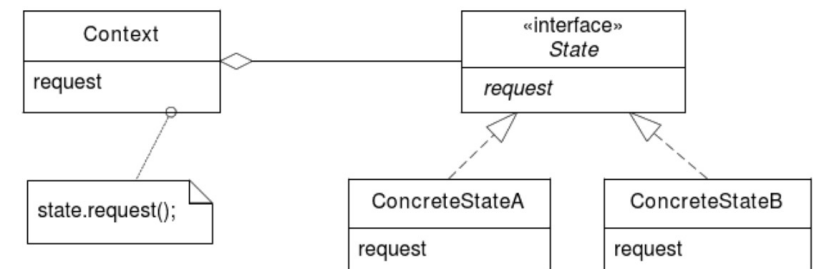 Context
request
«interface»
State
request
state.request();
ConcreteStateA
request
ConcreteStateB
request